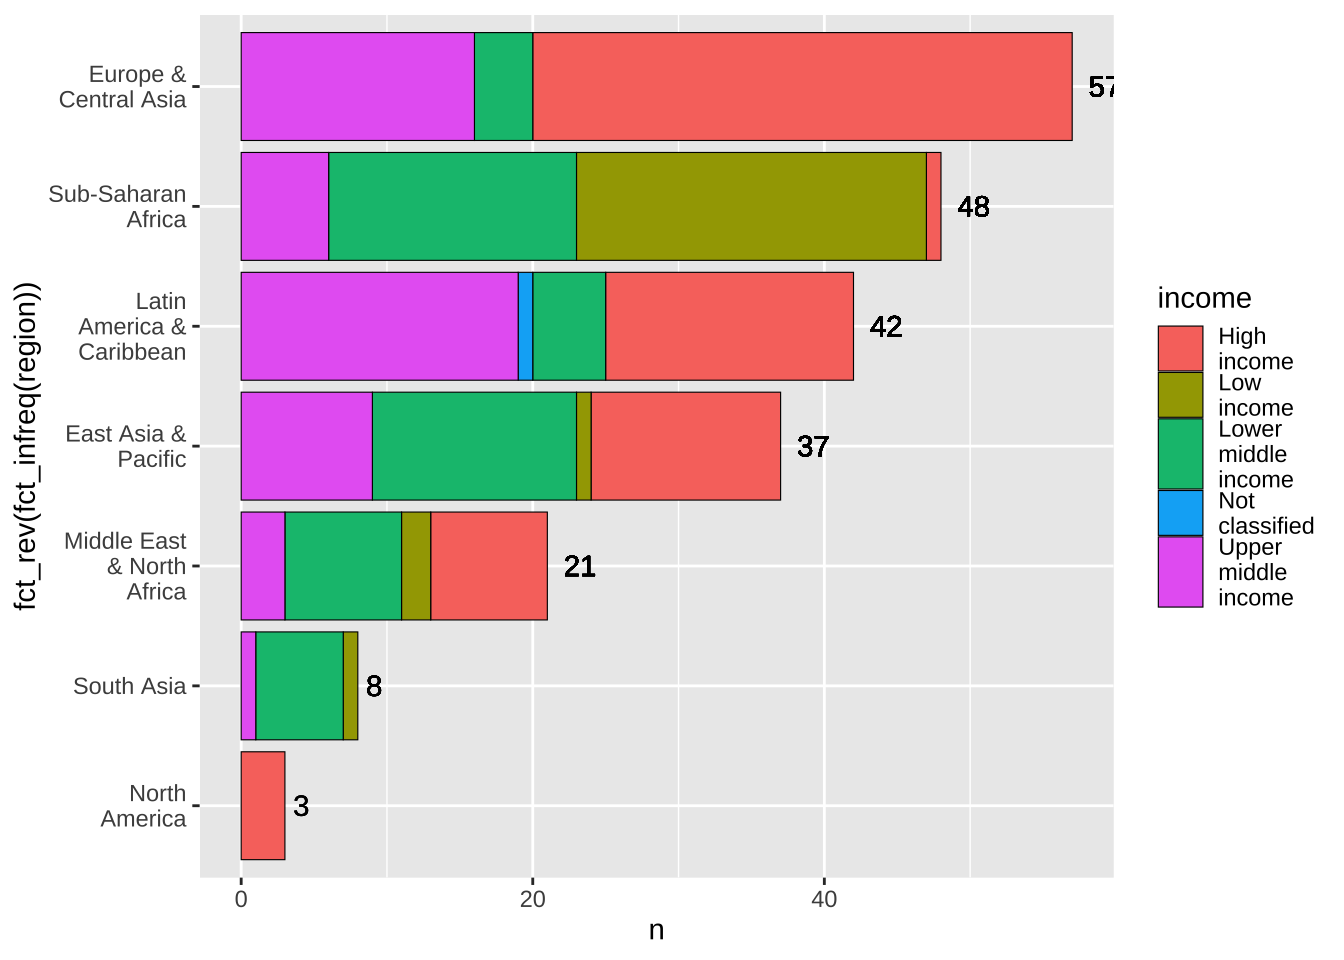 Europe &
Central Asia
57
Sub-Saharan
Africa
48
Latin
America &
Caribbean
42
East Asia &
Pacific
37
Middle East
& North
Africa
21
South Asia
8
North
America
3
0
20
40
n
fct_rev(fct_infreq(region))
income
High
income
Low
income
Lower
middle
income
Not
classified
Upper
middle
income